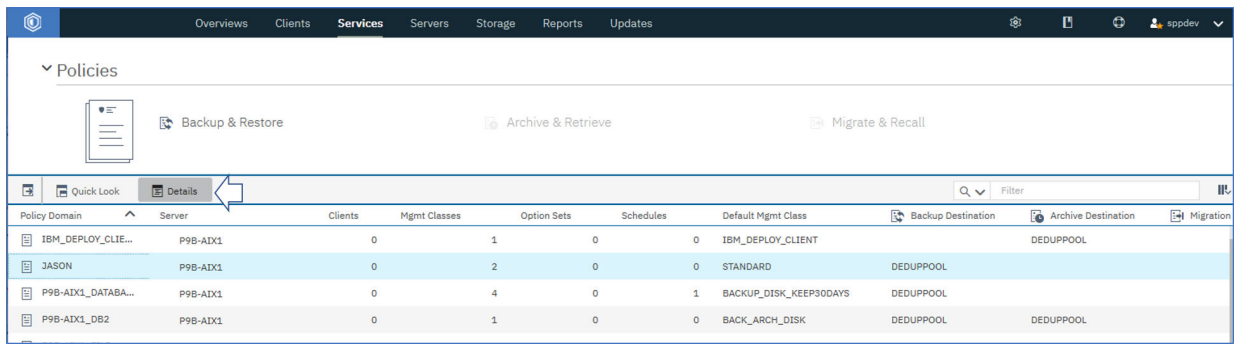 Overviews Clients Services Servers Storage Reports Updates sppdev
Policies
Backup & Restore Archive & Retrieve Migrate & Recall
Quick Look Details Filter
Policy Domain Server Clients Mgmt Classes Option Sets Schedules Default Mgmt Class Backup Destination Archive Destination Migration
IBM_DEPLOY_CLIE... P9B-AIX1 0 1 0 0 IBM_DEPLOY_CLIENT DEDUPPOOL
JASON P9B-AIX1 0 2 0 0 STANDARD DEDUPPOOL
P9B-AIX1_DATABA... P9B-AIX1 0 4 0 1 BACKUP_DISK_KEEP30DAYS DEDUPPOOL
P9B-AIX1_DB2 P9B-AIX1 0 1 0 0 BACK_ARCH_DISK DEDUPPOOL DEDUPPOOL